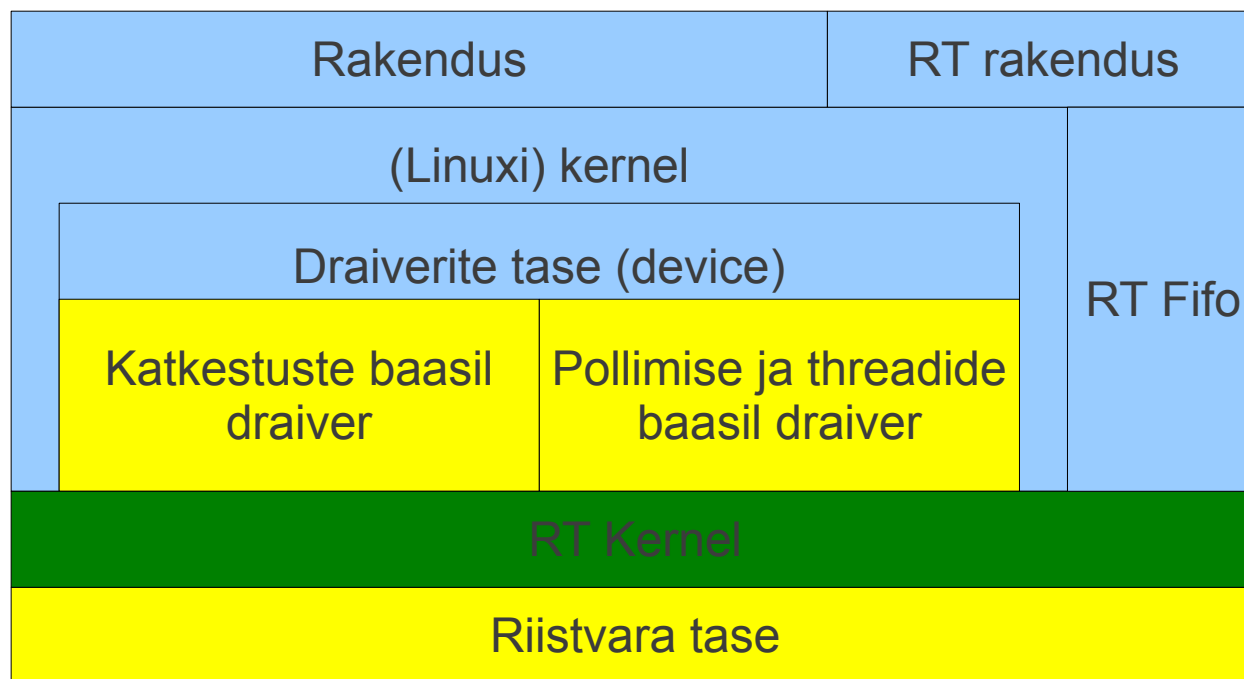 Rakendus
RT rakendus
(Linuxi) kernel
Draiverite tase (device)
RT Fifo
Katkestuste baasil
draiver
Pollimise ja threadide
baasil draiver
RT Kernel
Riistvara tase